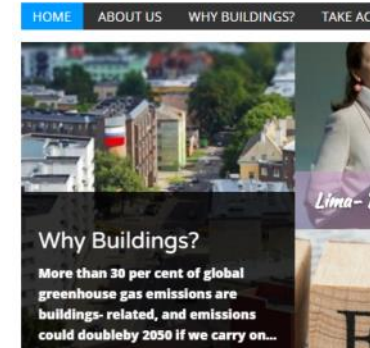 HOME ABOUT US WHY BUILDINGS? TAKE AC
Lima-
Why Buildings?
More than 30 per cent of global
greenhouse gas emissions are
buildings- related, and emissions
could doubleby 2050 if we carry on...
E